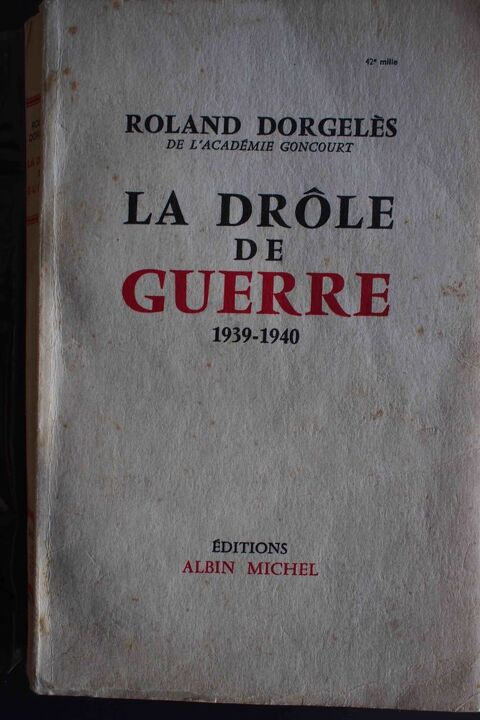 42e mille
ROLAND DORGELÈS
DE L'ACADÉMIE GONCOURT
LA DRÔLE
DE
GUERRE
1939-1940
ÉDITIONS
ALBIN MICHEL